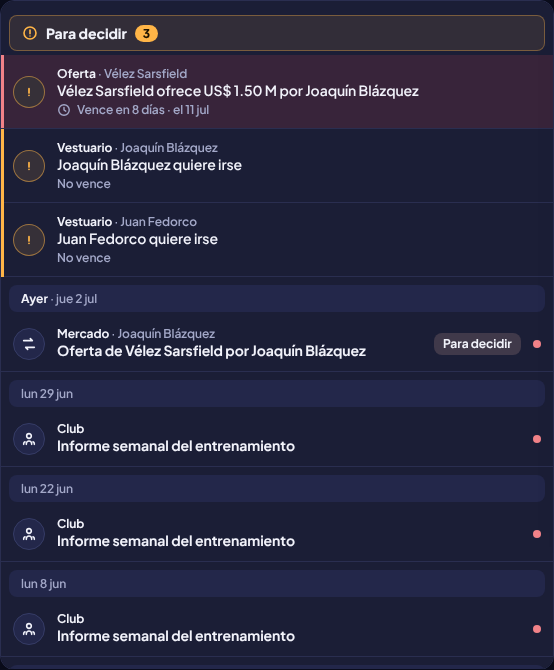 Para decidir 3
Oferta · Vélez Sarsfield
Vélez Sarsfield ofrece US$ 1.50 M por Joaquín Blázquez
Vence en 8 días · el 11 jul
Vestuario · Joaquín Blázquez
Joaquín Blázquez quiere irse
No vence
Vestuario · Juan Fedorco
Juan Fedorco quiere irse
No vence
Ayer · jue 2 jul
Mercado · Joaquín Blázquez
Oferta de Vélez Sarsfield por Joaquín Blázquez
Para decidir
lun 29 jun
Club
Informe semanal del entrenamiento
lun 22 jun
Club
Informe semanal del entrenamiento
lun 8 jun
Club
Informe semanal del entrenamiento